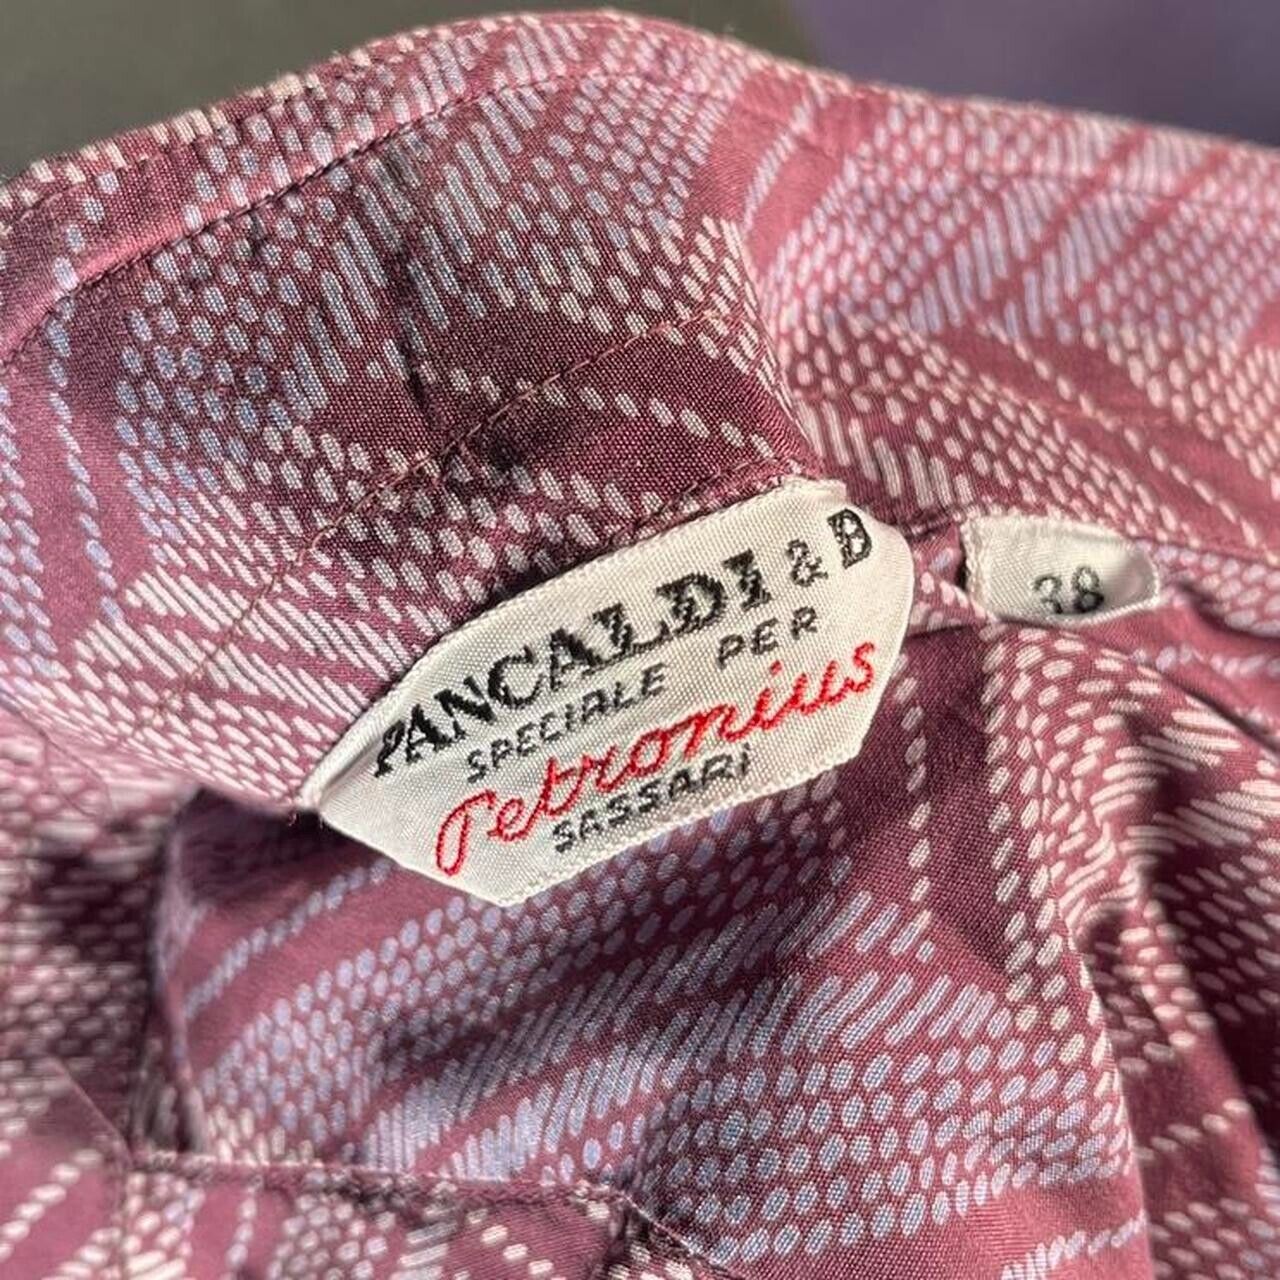 PANCALDI & B
SPECIALE PER
Petronius
SASSARI
38